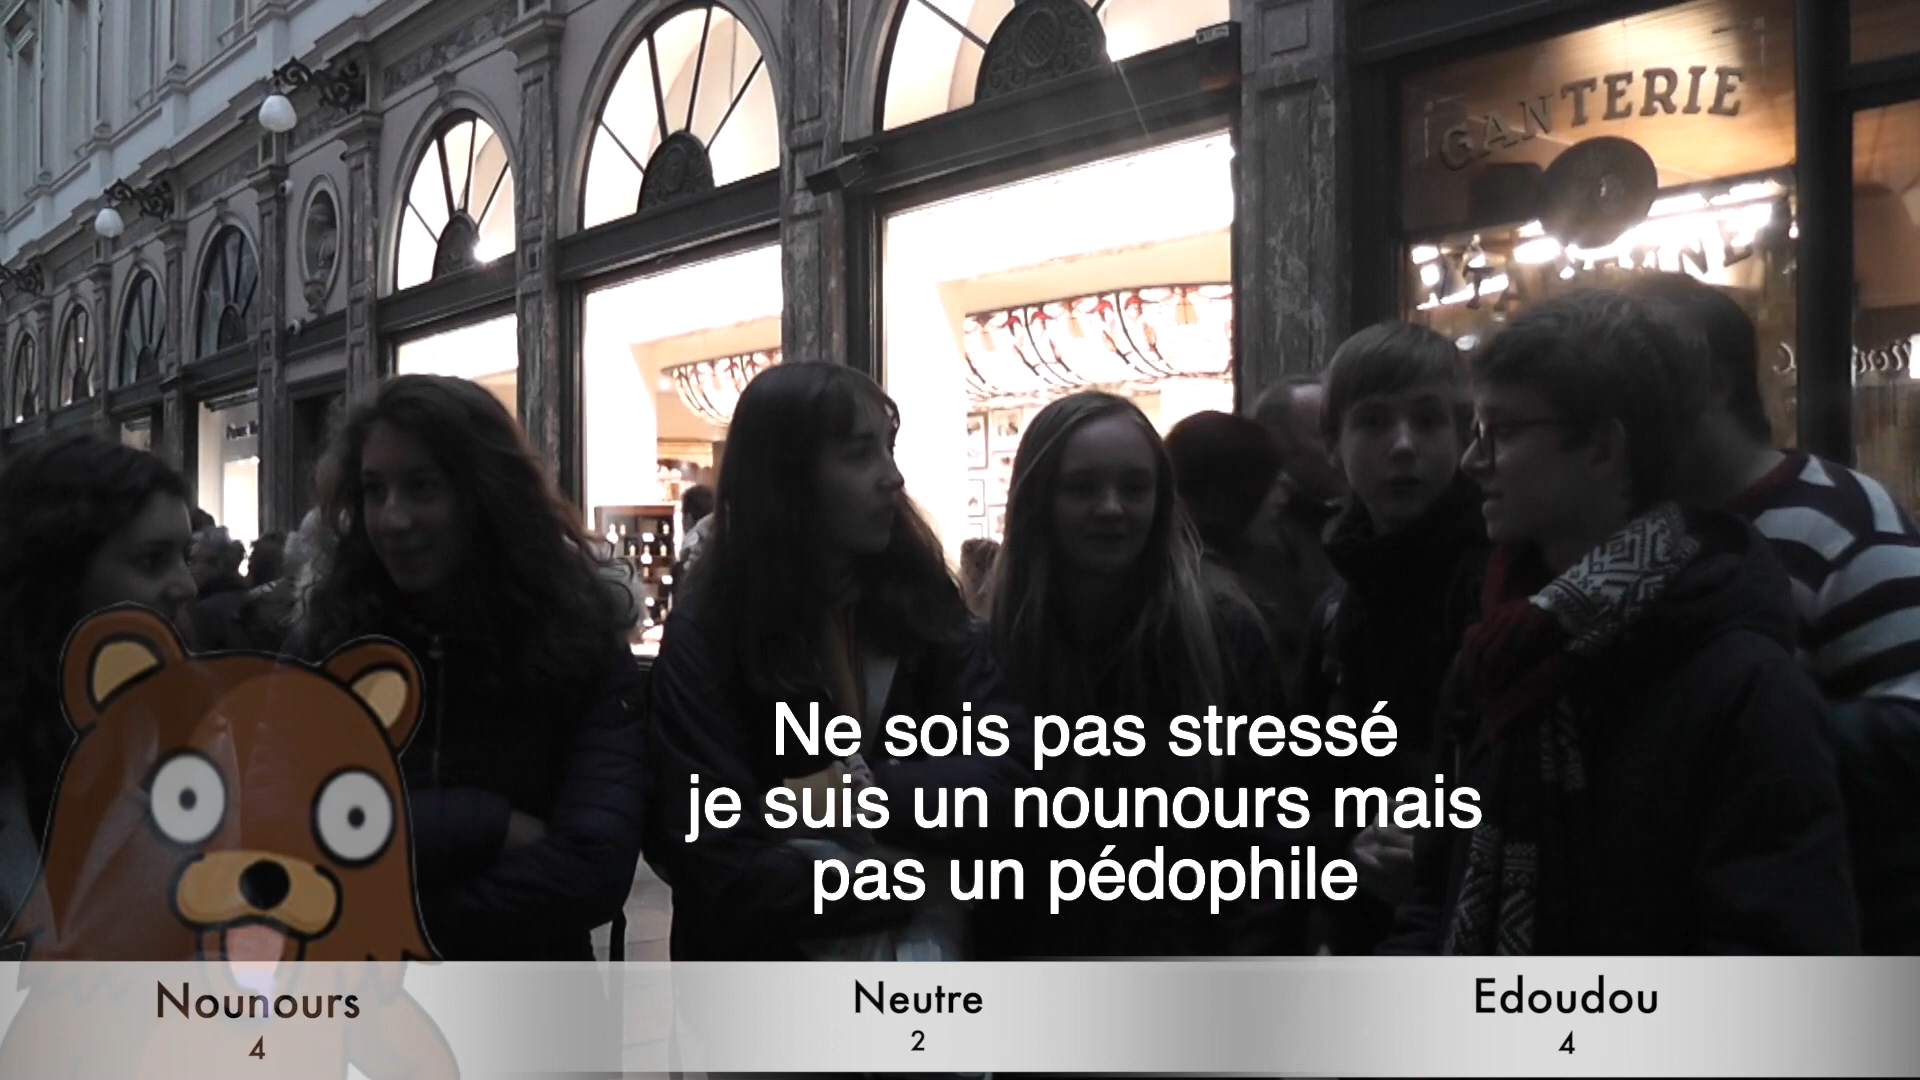 GANTERIE
Ne sois pas stressé
je suis un nounours mais
pas un pédophile
Nounours
4
Neutre
2
Edoudou
4